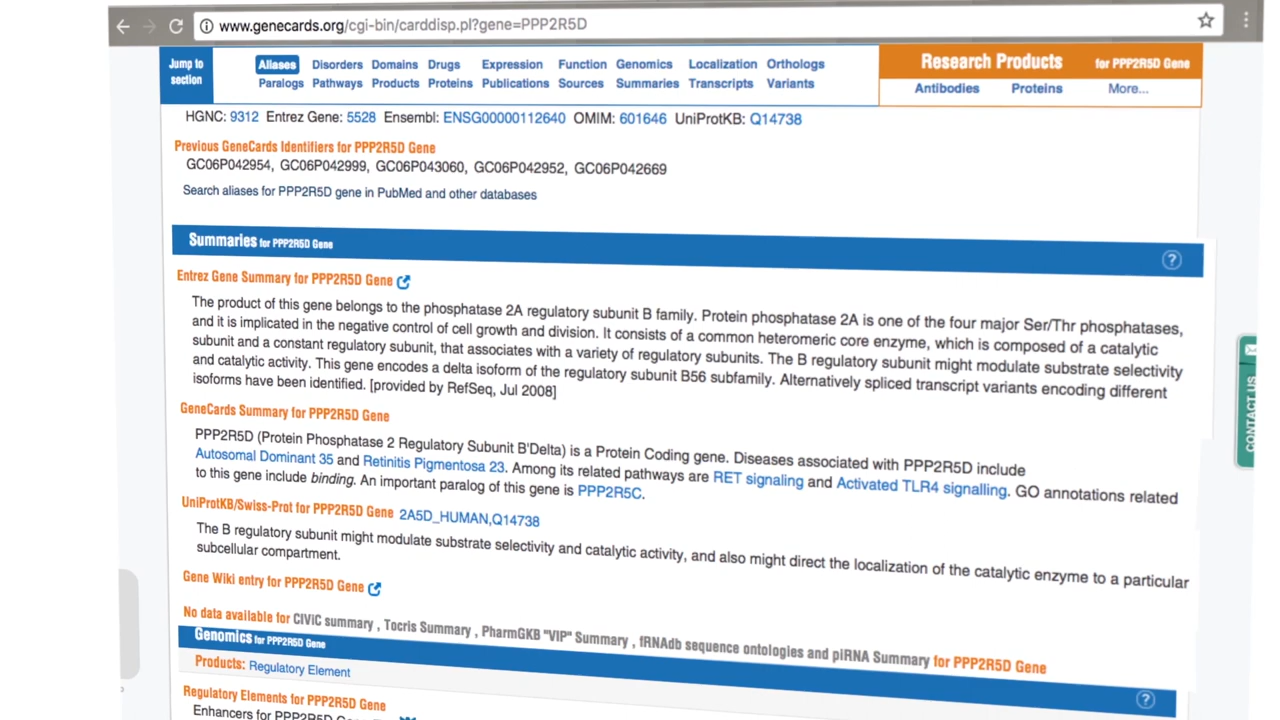 www.genecards.org/cgi-bin/carddisp.pl?gene=PPP2R5D
Jump to section
Aliases Disorders Domains Drugs Expression Function Genomics Localization Orthologs
Paralogs Pathways Products Proteins Publications Sources Summaries Transcripts Variants
Research Products for PPP2R5D Gene
Antibodies Proteins More...
HGNC: 9312 Entrez Gene: 5528 Ensembl: ENSG00000112640 OMIM: 601646 UniProtKB: Q14738
Previous GeneCards Identifiers for PPP2R5D Gene
GC06P042954, GC06P042999, GC06P043060, GC06P042952, GC06P042669
Search aliases for PPP2R5D gene in PubMed and other databases
Summaries for PPP2R5D Gene
Entrez Gene Summary for PPP2R5D Gene
The product of this gene belongs to the phosphatase 2A regulatory subunit B family. Protein phosphatase 2A is one of the four major Ser/Thr phosphatases,
and it is implicated in the negative control of cell growth and division. It consists of a common heteromeric core enzyme, which is composed of a catalytic
subunit and a constant regulatory subunit, that associates with a variety of regulatory subunits. The B regulatory subunit might modulate substrate selectivity
and catalytic activity. This gene encodes a delta isoform of the regulatory subunit B56 subfamily. Alternatively spliced transcript variants encoding different
isoforms have been identified. [provided by RefSeq, Jul 2008]
GeneCards Summary for PPP2R5D Gene
PPP2R5D (Protein Phosphatase 2 Regulatory Subunit B'Delta) is a Protein Coding gene. Diseases associated with PPP2R5D include
Autosomal Dominant 35 and Retinitis Pigmentosa 23. Among its related pathways are RET signaling and Activated TLR4 signalling. GO annotations related
to this gene include binding. An important paralog of this gene is PPP2R5C.
UniProtKB/Swiss-Prot for PPP2R5D Gene 2A5D_HUMAN,Q14738
The B regulatory subunit might modulate substrate selectivity and catalytic activity, and also might direct the localization of the catalytic enzyme to a particular
subcellular compartment.
Gene Wiki entry for PPP2R5D Gene
No data available for CIViC summary , Tocris Summary , PharmGKB "VIP" Summary , fRNAdb sequence ontologies and piRNA Summary for PPP2R5D Gene
Genomics for PPP2R5D Gene
Products: Regulatory Element
Regulatory Elements for PPP2R5D Gene
Enhancers for PPP2R5D Gene
CONTACT US